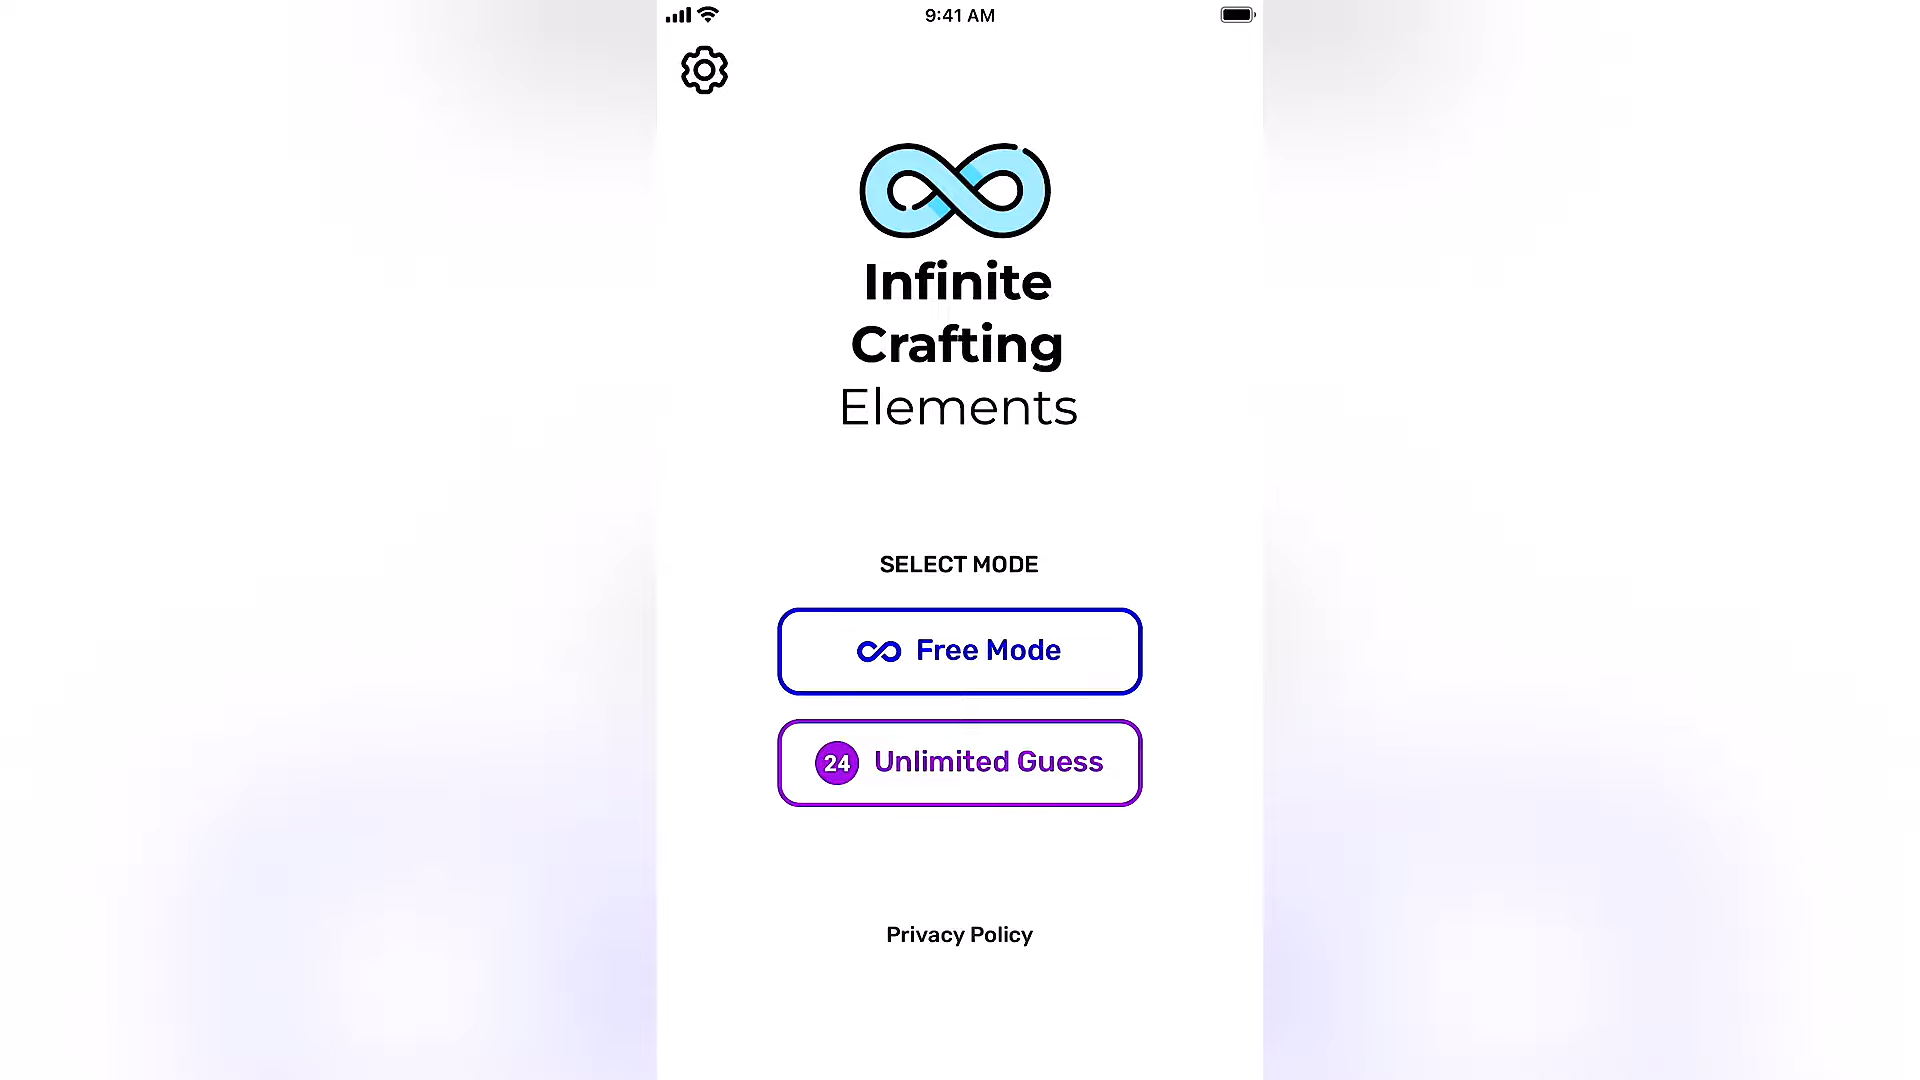 9:41 AM
Infinite
Crafting
Elements
SELECT MODE
Free Mode
24 Unlimited Guess
Privacy Policy